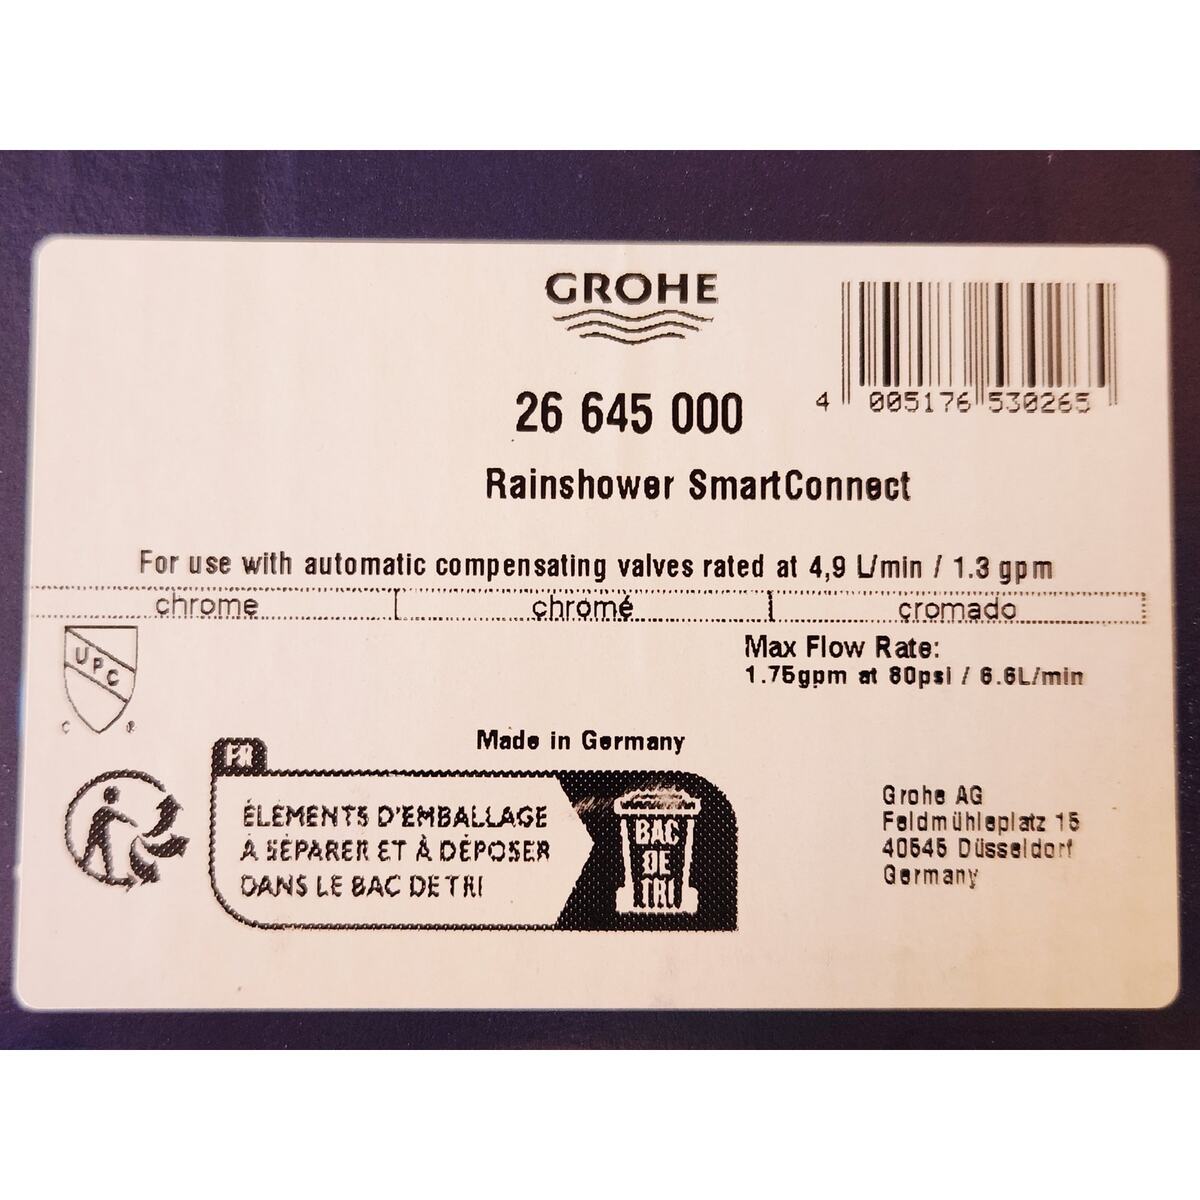 GROHE
4 005176 530265
26 645 000
Rainshower SmartConnect
For use with automatic compensating valves rated at 4,9 L/min / 1.3 gpm
chrome chromé cromado
UPC
C ®
Max Flow Rate:
1.75gpm at 80psi / 6.6L/min
Made in Germany
FR
ÉLÉMENTS D'EMBALLAGE
À SÉPARER ET À DÉPOSER
DANS LE BAC DE TRI
BAC
DE
TRI
Grohe AG
Feldmühleplatz 15
40545 Düsseldorf
Germany